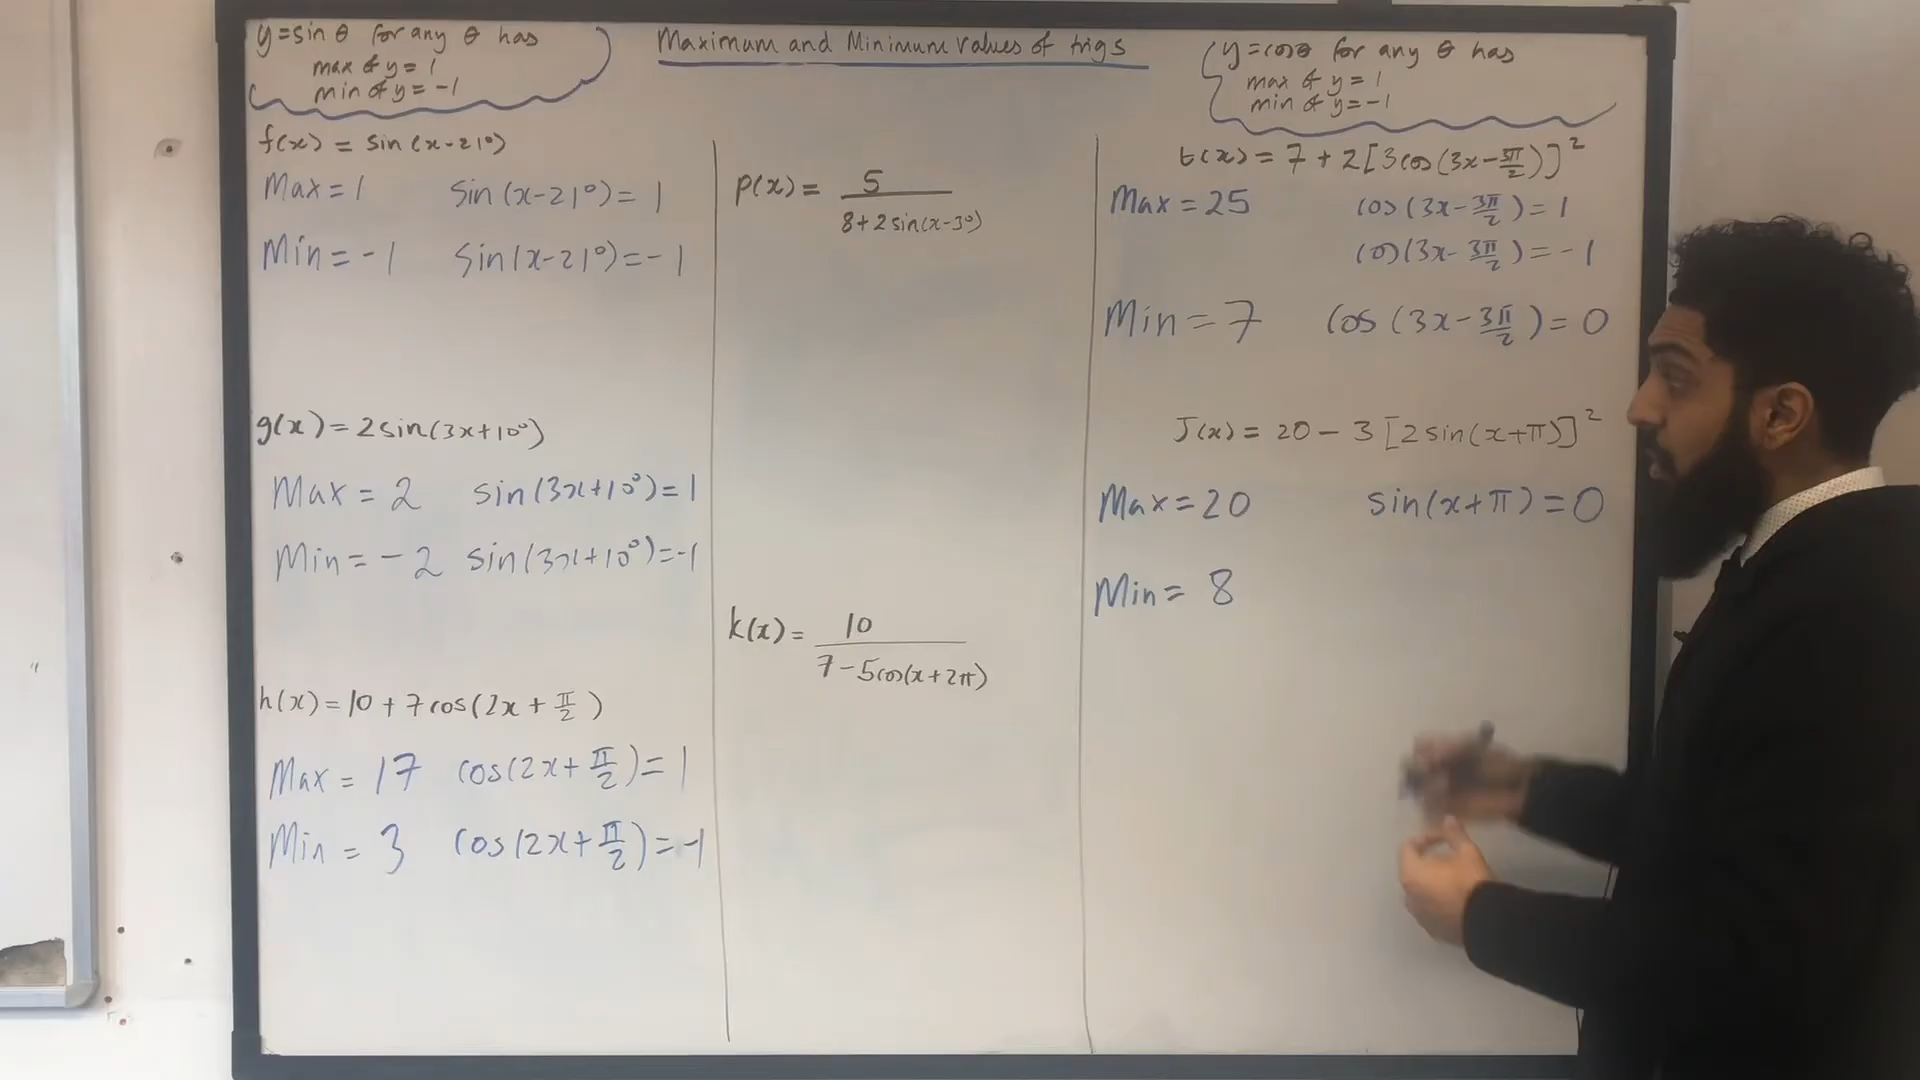 y=sin θ for any θ has
max of y = 1
min of y = -1
Maximum and Minimum values of trigs
y=cosθ for any θ has
max of y = 1
min of y=-1
f(x) = sin(x-21°)
Max=1 sin(x-21°)= 1
Min=-1 sin(x-21°)=-1
g(x)=2sin(3x+10°)
Max = 2 sin(3x+10°)=1
Min=-2 sin(3x+10°)=-1
h(x)=10+7cos(2x+π/2)
Max = 17 cos(2x+π/2)=1
Min = 3 cos(2x+π/2)=-1
p(x)= 5
8+2sin(x-3°)
k(x)= 10
7-5cos(x+2π)
t(x)=7+2[3cos(3x-3π/2)]²
Max=25 cos(3x-3π/2)=1
cos(3x-3π/2)=-1
Min=7 cos(3x-3π/2)=0
J(x)= 20-3[2sin(x+π)]²
Max=20 sin(x+π)=0
Min= 8